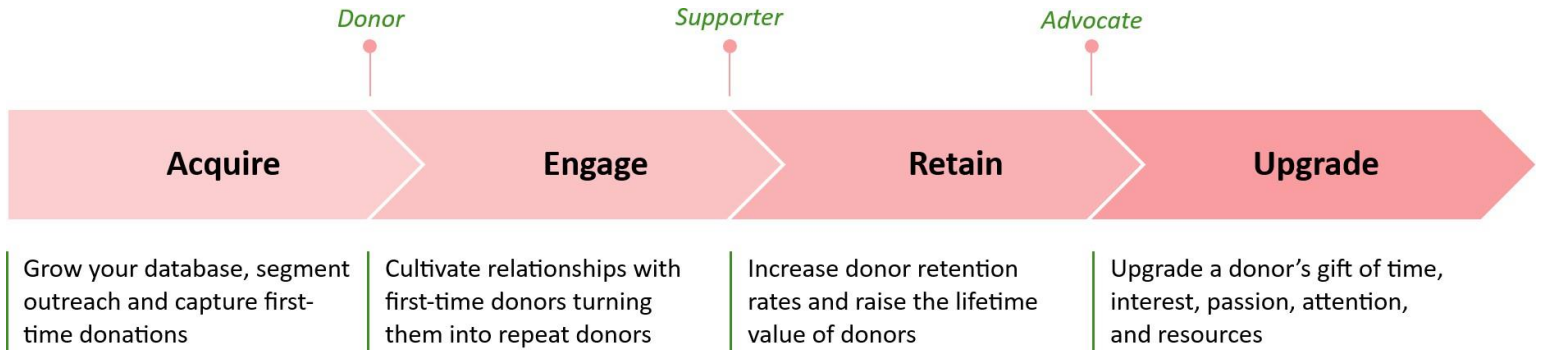 Donor
Supporter
Advocate
Acquire
Engage
Retain
Upgrade
Grow your database, segment
outreach and capture first-
time donations
Cultivate relationships with
first-time donors turning
them into repeat donors
Increase donor retention
rates and raise the lifetime
value of donors
Upgrade a donor’s gift of time,
interest, passion, attention,
and resources